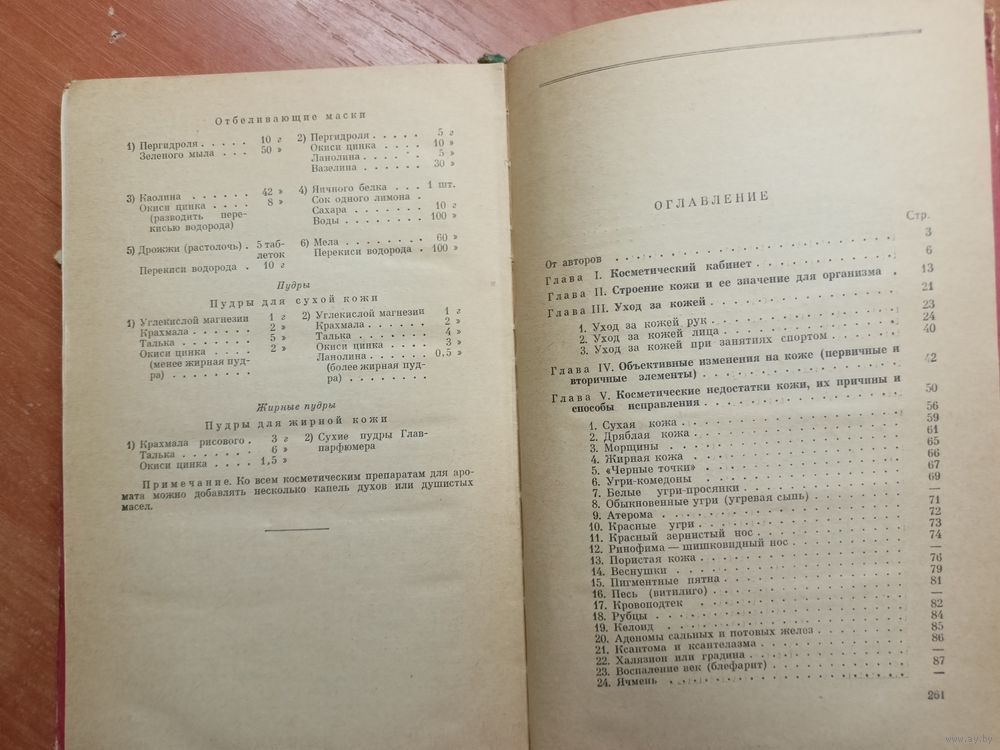 Отбеливающие маски
1) Пергидроля . . . . . 10 г
Зеленого мыла . . . 50 »
2) Пергидроля . . . . . 5 г
Окиси цинка . . . . 10 »
Ланолина . . . . . 5 »
Вазелина . . . . . 30 »
3) Каолина . . . . . . 42 »
Окиси цинка . . . . 8 »
(разводить пере-
кисью водорода)
4) Яичного белка . . . 1 шт.
Сок одного лимона .
Сахара . . . . . . 10 г
Воды . . . . . . . 100 »
5) Дрожжи (растолочь) . 5 таб-
леток
Перекиси водорода . 10 г
6) Мела . . . . . . . 60 »
Перекиси водорода . 100 »
Пудры
Пудры для сухой кожи
1) Углекислой магнезии 1 г
Крахмала . . . . . 2 »
Талька . . . . . . 5 »
Окиси цинка . . . . 2 »
(менее жирная пуд-
ра) . . . . . . .
2) Углекислой магнезии 1 г
Крахмала . . . . . 2 »
Талька . . . . . . 4 »
Окиси цинка . . . . 3 »
Ланолина . . . . . 0,5 »
(более жирная пуд-
ра) . . . . . . .
Жирные пудры
Пудры для жирной кожи
1) Крахмала рисового . 3 г
Талька . . . . . . 6 »
Окиси цинка . . . . 1,5 »
2) Сухие пудры Глав-
парфюмера
Примечание. Ко всем косметическим препаратам для аро-
мата можно добавлять несколько капель духов или душистых
масел.
ОГЛАВЛЕНИЕ
Стр.
От авторов . . . . . . . . . . 3
Глава I. Косметический кабинет . . . . . . 6
Глава II. Строение кожи и ее значение для организма . 13
Глава III. Уход за кожей . . . . . . . . 21
1. Уход за кожей рук . . . . . . . . 23
2. Уход за кожей лица . . . . . . . . 24
3. Уход за кожей при занятиях спортом . . . . 40
Глава IV. Объективные изменения на коже (первичные и
вторичные элементы) . . . . . . . . 42
Глава V. Косметические недостатки кожи, их причины и
способы исправления . . . . . . . . 50
1. Сухая кожа . . . . . . . . 56
2. Дряблая кожа . . . . . . . . 59
3. Морщины . . . . . . . . 61
4. Жирная кожа . . . . . . . . 65
5. «Черные точки» . . . . . . . . 66
6. Угри-комедоны . . . . . . . . 67
7. Белые угри-просянки . . . . . . . . 69
8. Обыкновенные угри (угревая сыпь) . . . . . —
9. Атерома . . . . . . . . 71
10. Красные угри . . . . . . . . 72
11. Красный зернистый нос . . . . . . . . 73
12. Ринофима — шишковидный нос . . . . . . 74
13. Пористая кожа . . . . . . . . —
14. Веснушки . . . . . . . . 76
15. Пигментные пятна . . . . . . . . 79
16. Песь (витилиго) . . . . . . . . 81
17. Кровоподтек . . . . . . . . —
18. Рубцы . . . . . . . . 82
19. Келоид . . . . . . . . 84
20. Аденомы сальных и потовых желез . . . . . 85
21. Ксантома и ксантелазма . . . . . . . . 86
22. Халязион или градина . . . . . . . . —
23. Воспаление век (блефарит) . . . . . . . 87
24. Ячмень . . . . . . . . —
261
www.ay.by